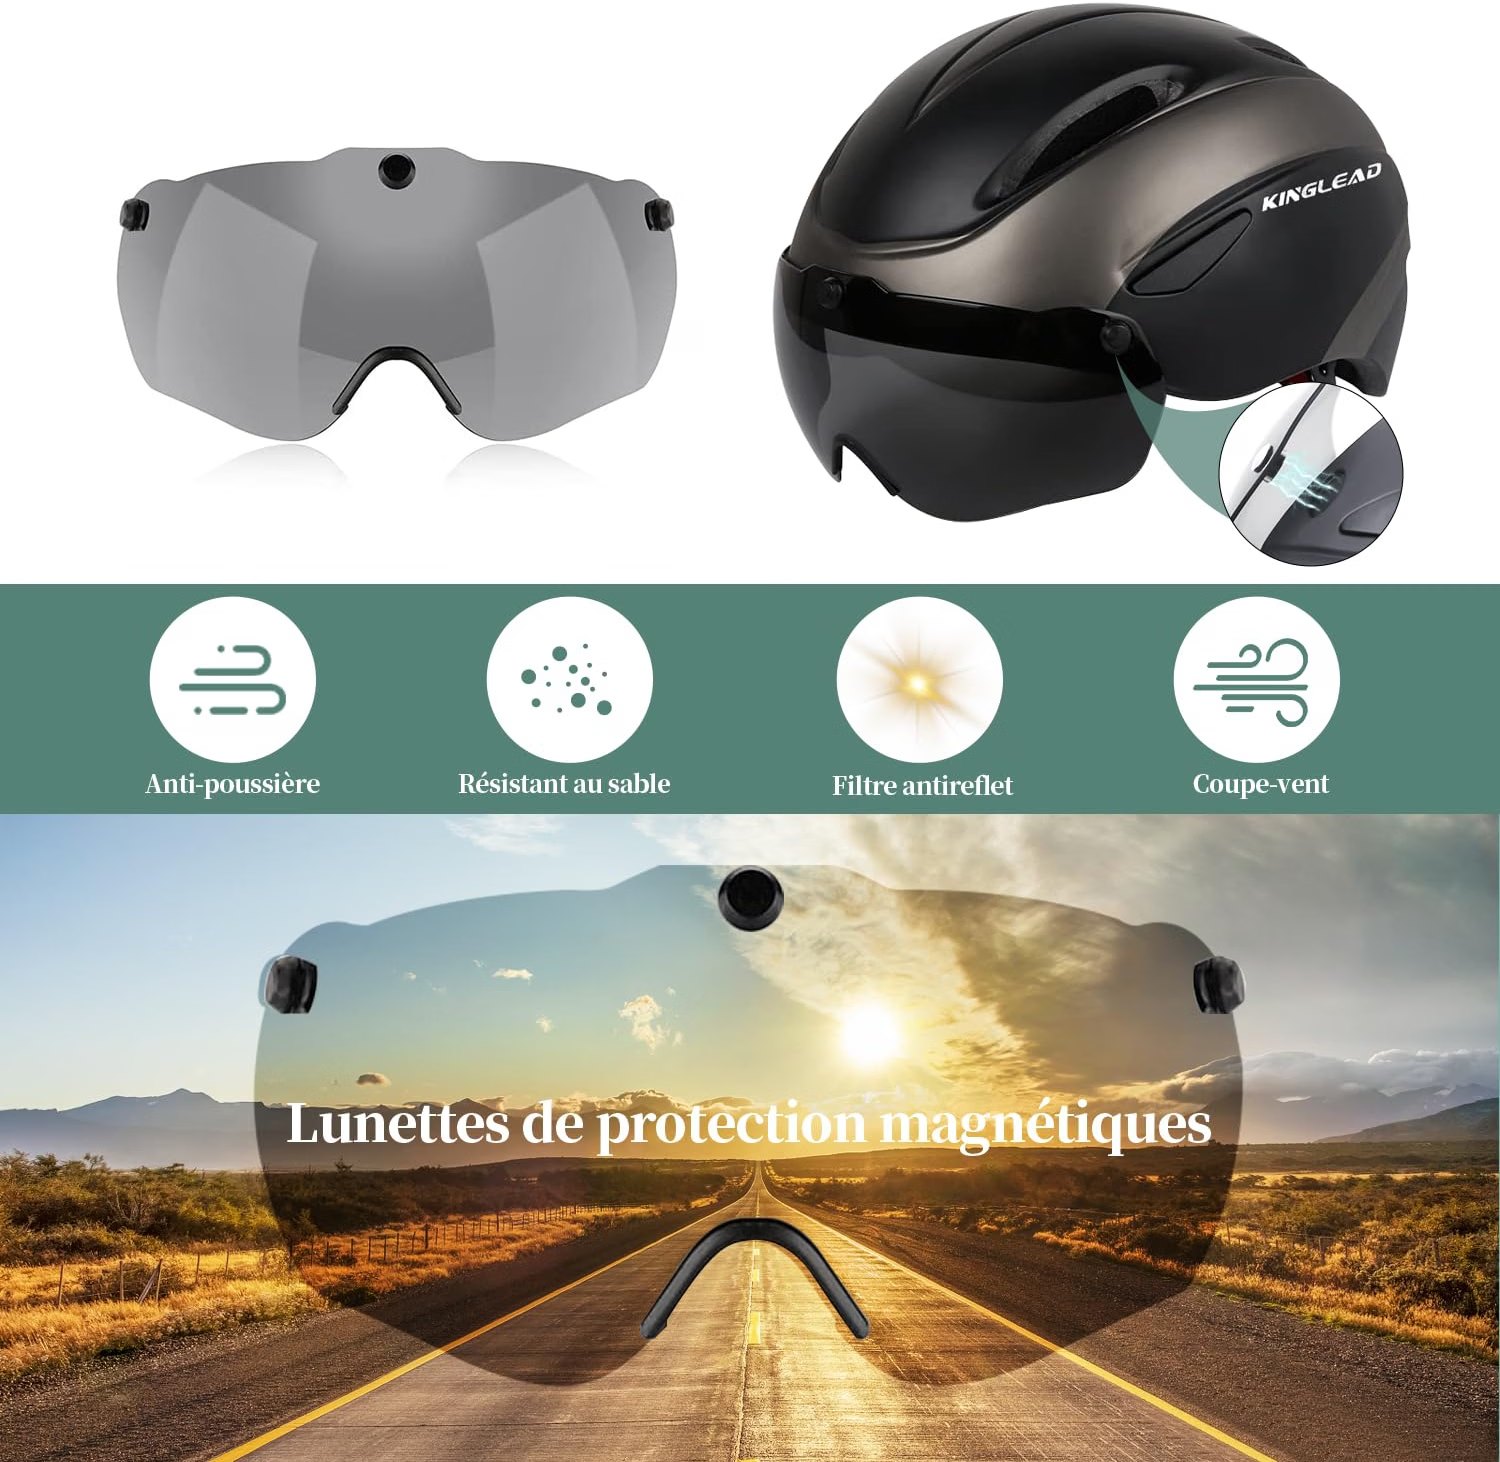 KINGLEAD
Anti-poussière
Résistant au sable
Filtre antireflet
Coupe-vent
Lunettes de protection magnétiques